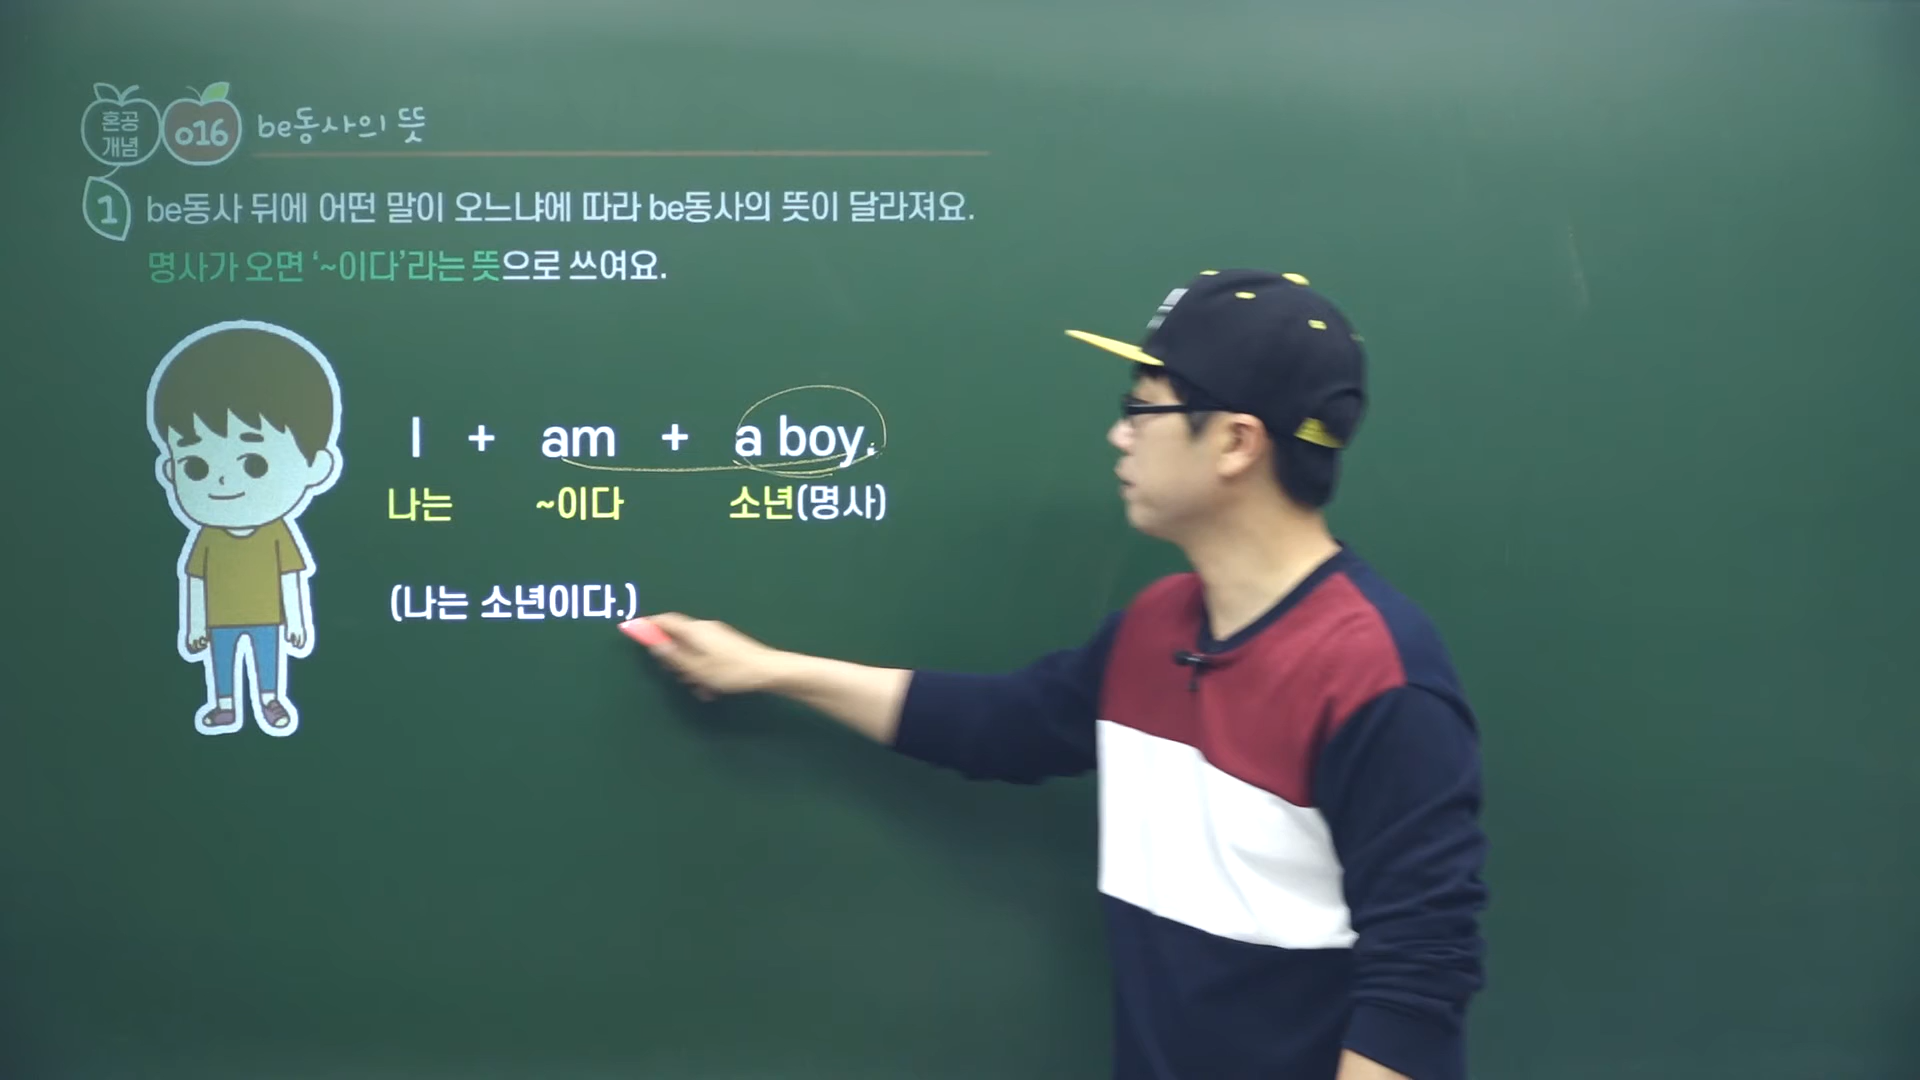 혼공
개념
016 be동사의 뜻
1 be동사 뒤에 어떤 말이 오느냐에 따라 be동사의 뜻이 달라져요.
명사가 오면 ‘~이다’라는 뜻으로 쓰여요.
I + am + a boy.
나는 ~이다 소년(명사)
(나는 소년이다.)